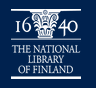 16 40
THE NATIONAL
LIBRARY
OF FINLAND